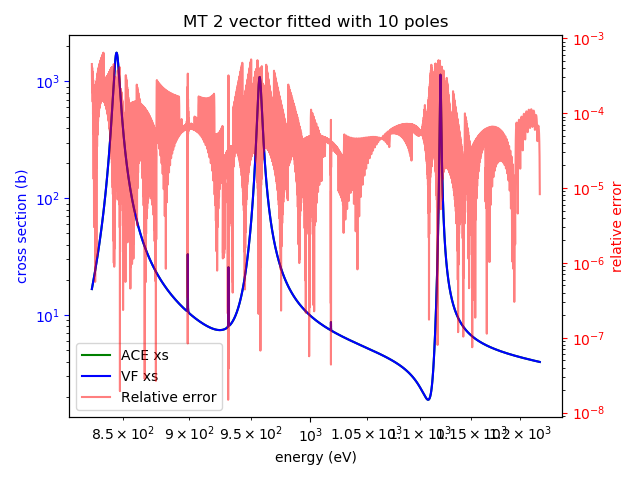 MT 2 vector fitted with 10 poles
10⁻³
10³
10⁻⁴
10²
10⁻⁵
cross section (b)
relative error
10⁻⁶
10¹
10⁻⁷
10⁻⁸
ACE xs
VF xs
Relative error
8.5 × 10² 9 × 10² 9.5 × 10² 10³ 1.05 × 10³ 1.1 × 10³ 1.15 × 10³ 1.2 × 10³
energy (eV)